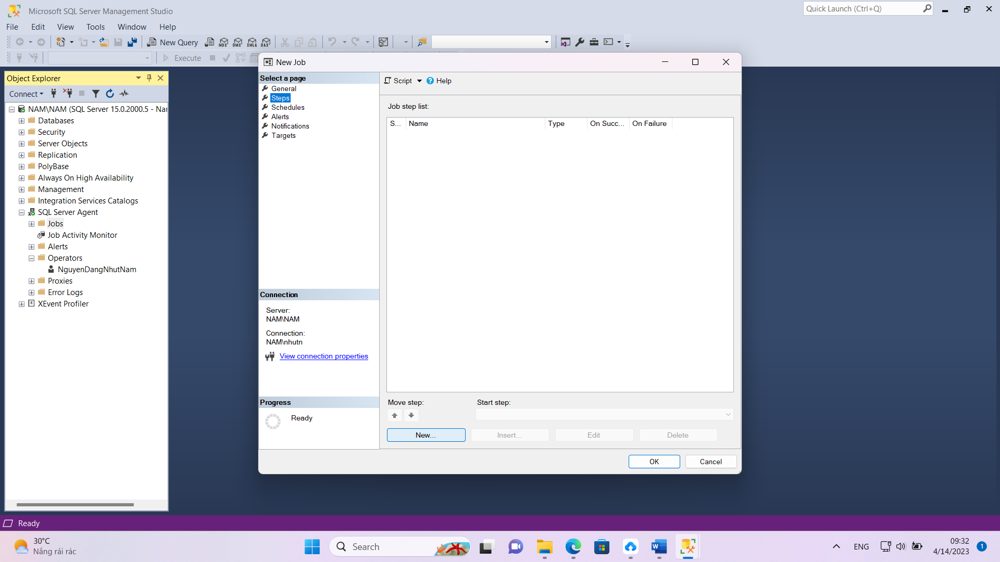 Microsoft SQL Server Management Studio
Quick Launch (Ctrl+Q)
File Edit View Tools Window Help
New Query MDX DMX XMLA DAX
Execute
Object Explorer
Connect
NAM\NAM (SQL Server 15.0.2000.5 - Nar
Databases
Security
Server Objects
Replication
PolyBase
Always On High Availability
Management
Integration Services Catalogs
SQL Server Agent
Jobs
Job Activity Monitor
Alerts
Operators
NguyenDangNhutNam
Proxies
Error Logs
XEvent Profiler
New Job
Select a page
General
Steps
Schedules
Alerts
Notifications
Targets
Connection
Server:
NAM\NAM
Connection:
NAM\nhutn
View connection properties
Progress
Ready
Script Help
Job step list:
S... Name Type On Succ... On Failure
Move step: Start step:
New... Insert... Edit Delete
OK Cancel
Ready
30°C
Nắng rải rác
Search
ENG
09:32
4/14/2023
1